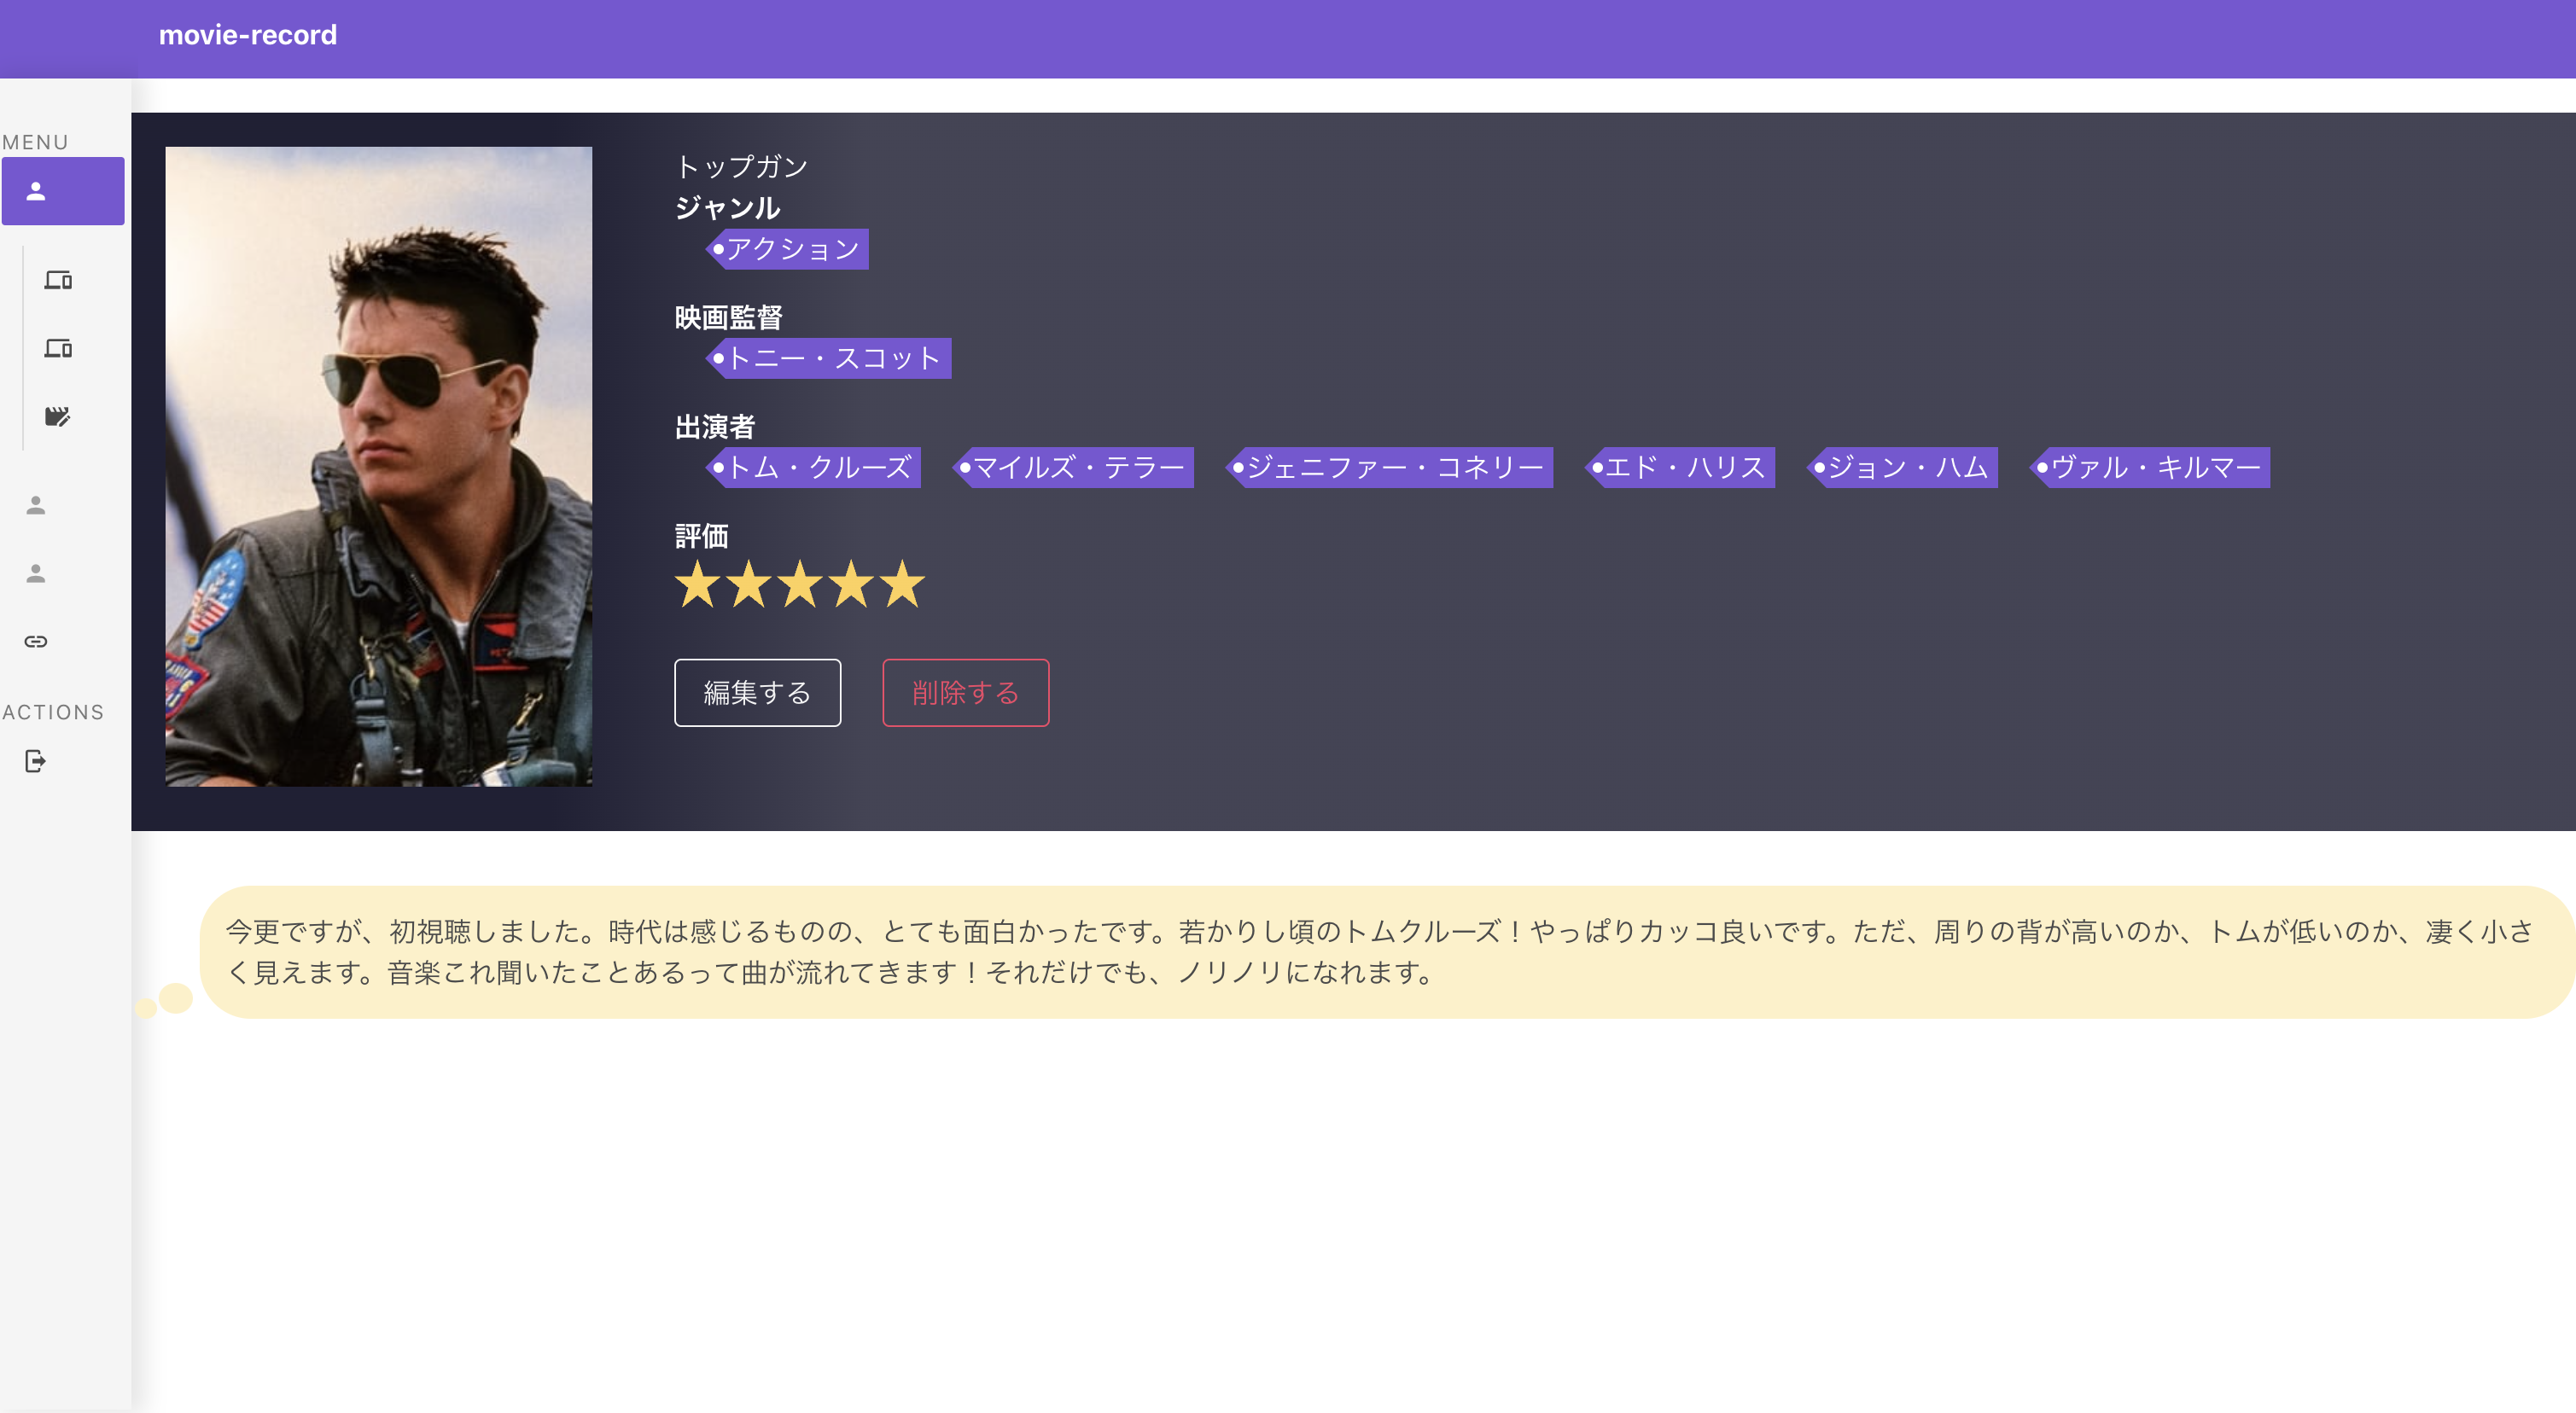 movie-record
MENU
トップガン
ジャンル
アクション
映画監督
トニー・スコット
出演者
トム・クルーズ マイルズ・テラー ジェニファー・コネリー エド・ハリス ジョン・ハム ヴァル・キルマー
評価
編集する 削除する
ACTIONS
今更ですが、初視聴しました。時代は感じるものの、とても面白かったです。若かりし頃のトムクルーズ！やっぱりカッコ良いです。ただ、周りの背が高いのか、トムが低いのか、凄く小さ
く見えます。音楽これ聞いたことあるって曲が流れてきます！それだけでも、ノリノリになれます。